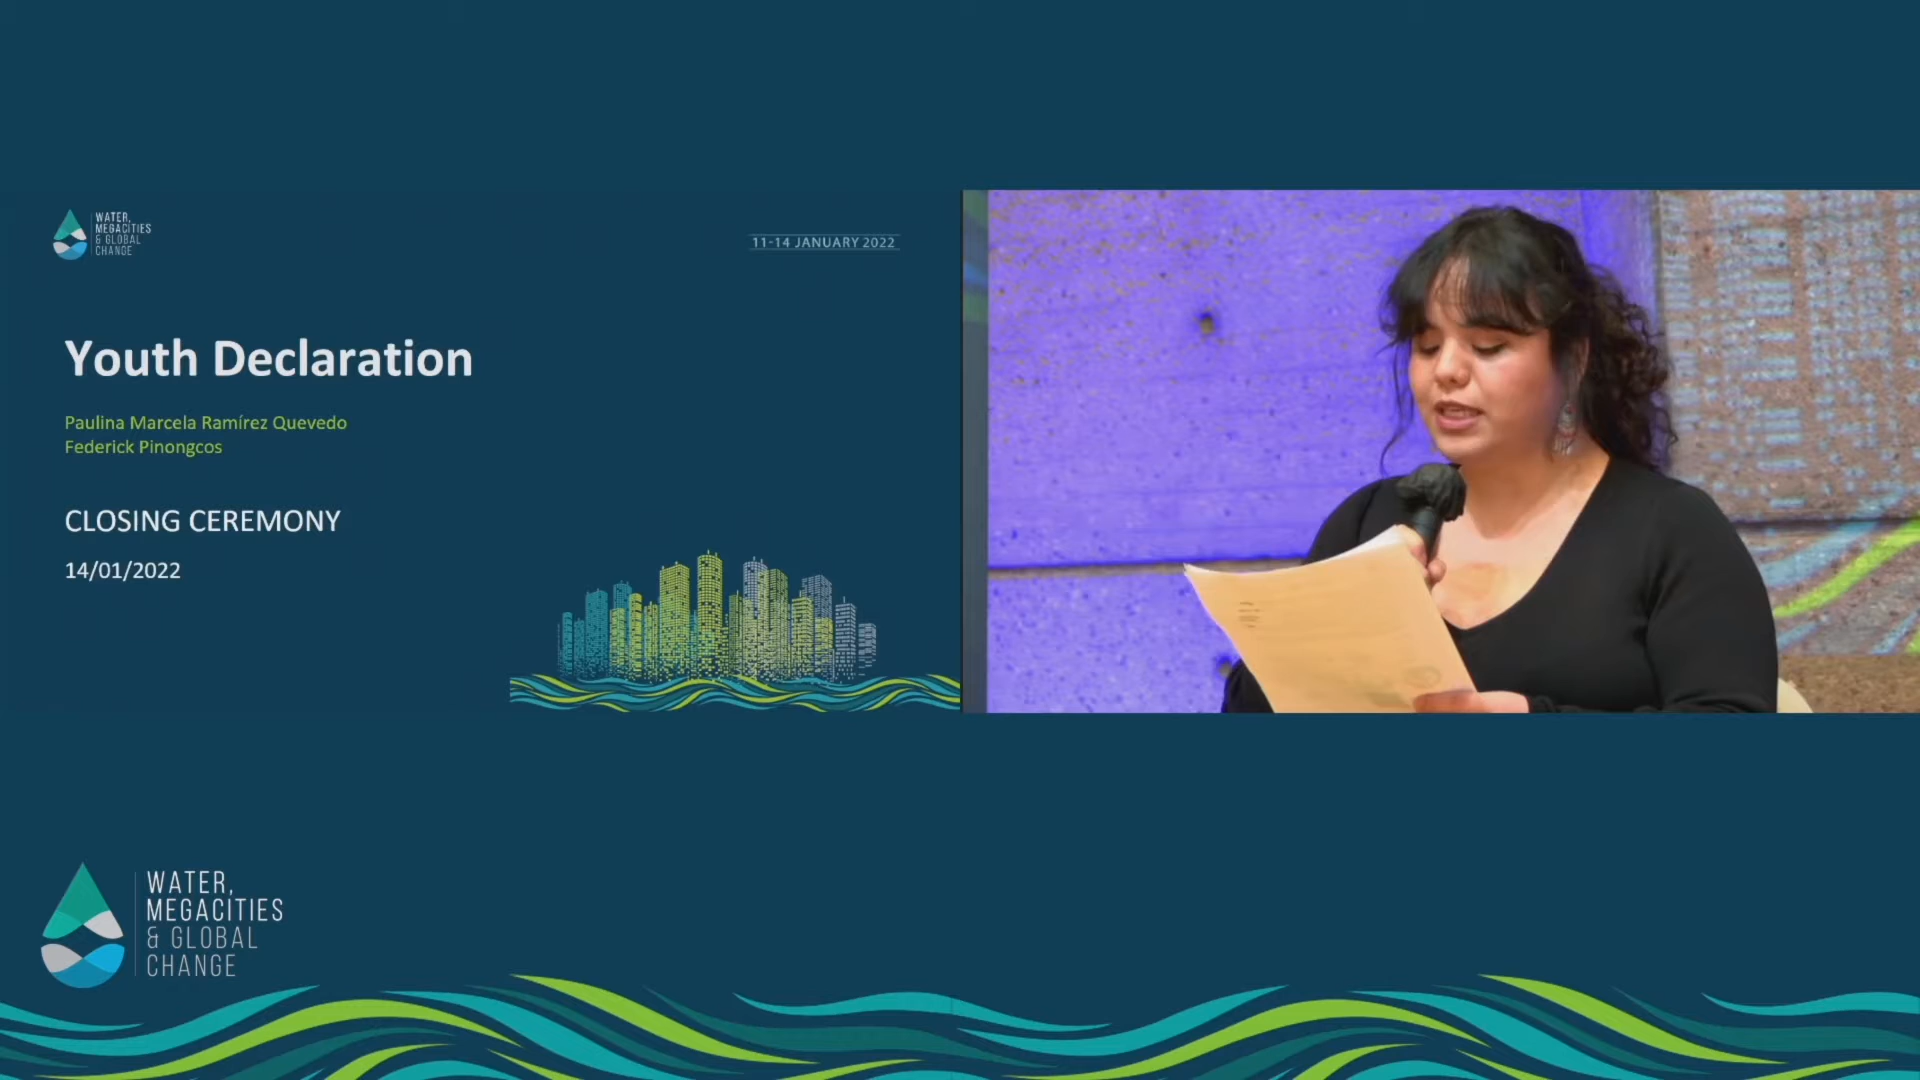 WATER,
MEGACITIES
& GLOBAL
CHANGE
11-14 JANUARY 2022
Youth Declaration
Paulina Marcela Ramírez Quevedo
Federick Pinongcos
CLOSING CEREMONY
14/01/2022
WATER,
MEGACITIES
& GLOBAL
CHANGE